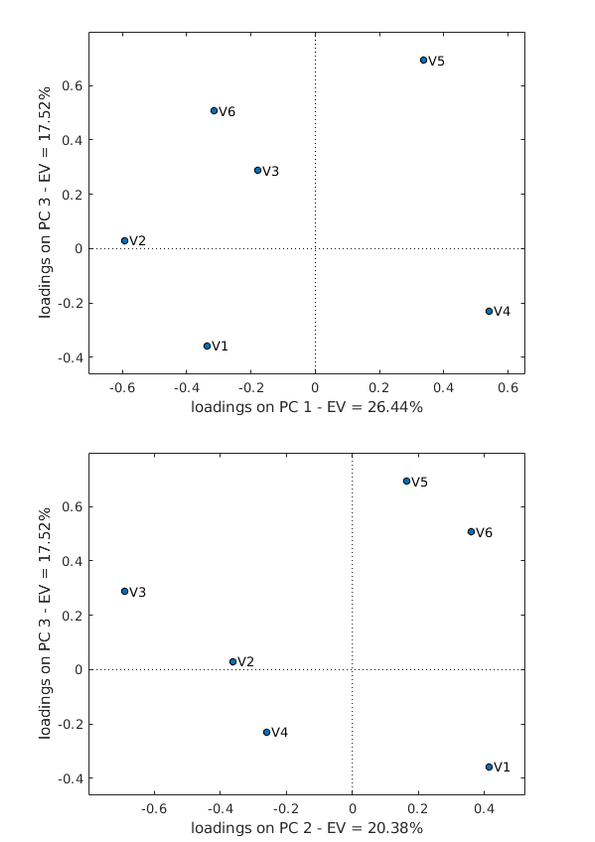 loadings on PC 3 - EV = 17.52%
0.6
0.4
0.2
0
-0.2
-0.4
V5
V6
V3
V2
V4
V1
-0.6 -0.4 -0.2 0 0.2 0.4 0.6
loadings on PC 1 - EV = 26.44%
loadings on PC 3 - EV = 17.52%
0.6
0.4
0.2
0
-0.2
-0.4
V5
V6
V3
V2
V4
V1
-0.6 -0.4 -0.2 0 0.2 0.4
loadings on PC 2 - EV = 20.38%